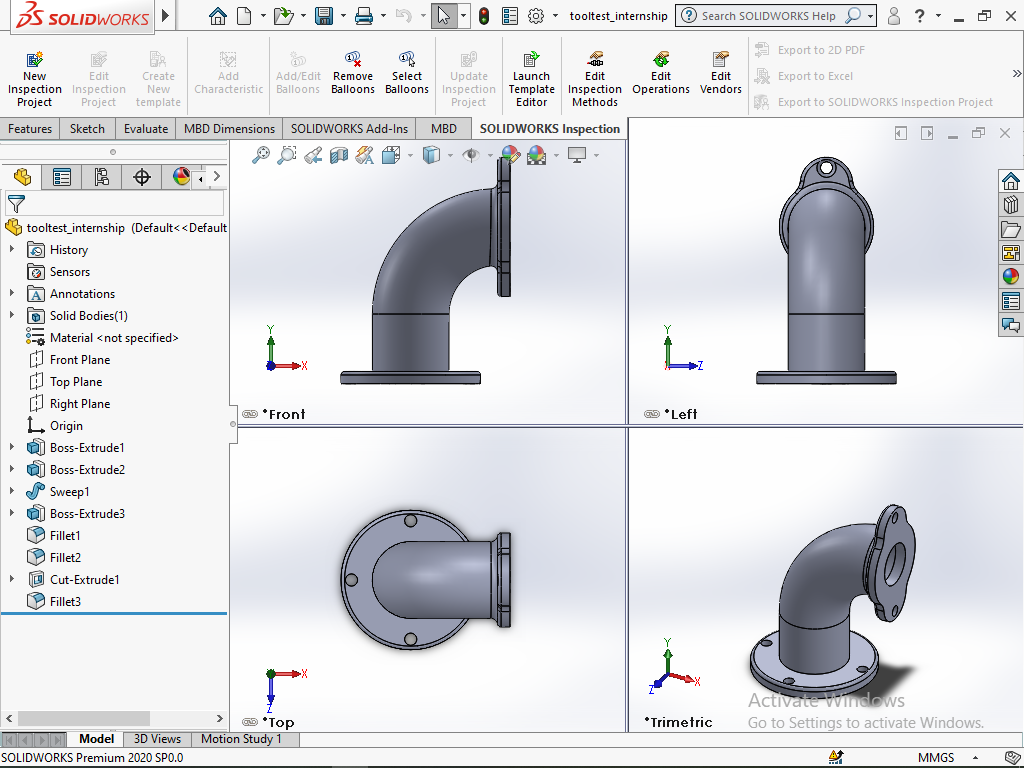 SOLIDWORKS
tooltest_internship
Search SOLIDWORKS Help
?
New Inspection Project
Edit Inspection Project
Create New template
Add Characteristic
Add/Edit Balloons
Remove Balloons
Select Balloons
Update Inspection Project
Launch Template Editor
Edit Inspection Methods
Edit Operations
Edit Vendors
Export to 2D PDF
Export to Excel
Export to SOLIDWORKS Inspection Project
Features
Sketch
Evaluate
MBD Dimensions
SOLIDWORKS Add-Ins
MBD
SOLIDWORKS Inspection
tooltest_internship (Default<<Default
History
Sensors
Annotations
Solid Bodies(1)
Material <not specified>
Front Plane
Top Plane
Right Plane
Origin
Boss-Extrude1
Boss-Extrude2
Sweep1
Boss-Extrude3
Fillet1
Fillet2
Cut-Extrude1
Fillet3
Y
X
*Front
Y
X
Z
*Left
X
Z
*Top
Y
X
Z
*Trimetric
Activate Windows
Go to Settings to activate Windows.
Model
3D Views
Motion Study 1
SOLIDWORKS Premium 2020 SP0.0
MMGS